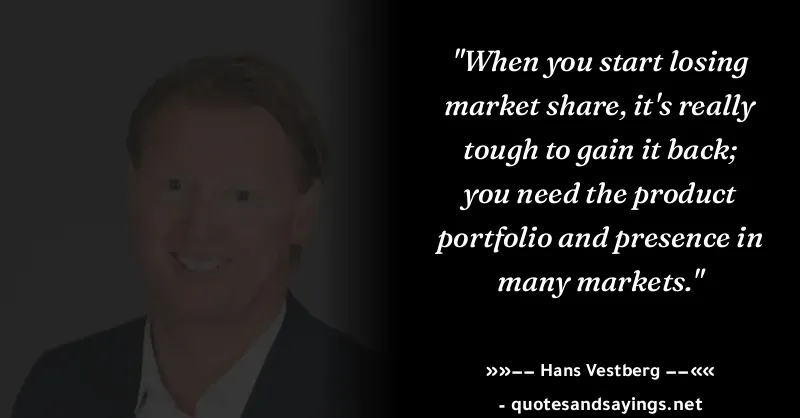 "When you start losing
market share, it's really
tough to gain it back;
you need the product
portfolio and presence in
many markets."
»»−− Hans Vestberg −−««
- quotesandsayings.net